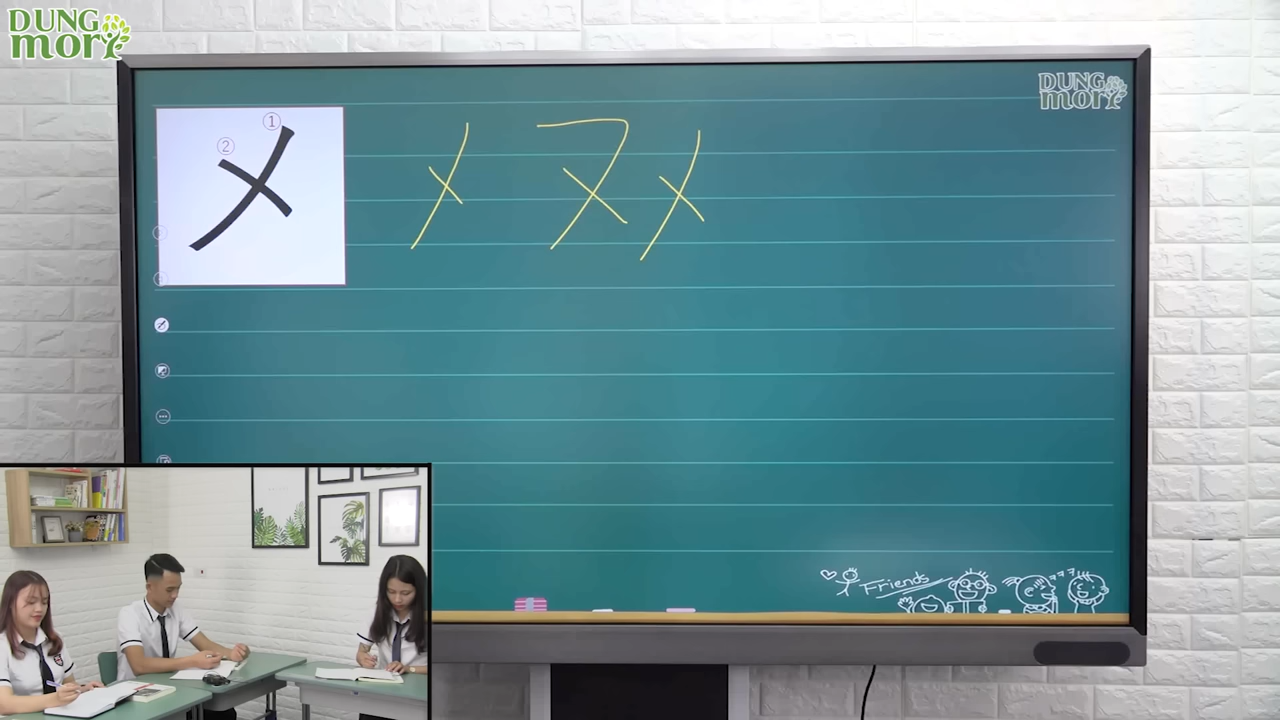 DUNG
mori
DUNG
mori
①
②
メ
メ ヌ メ
Friends